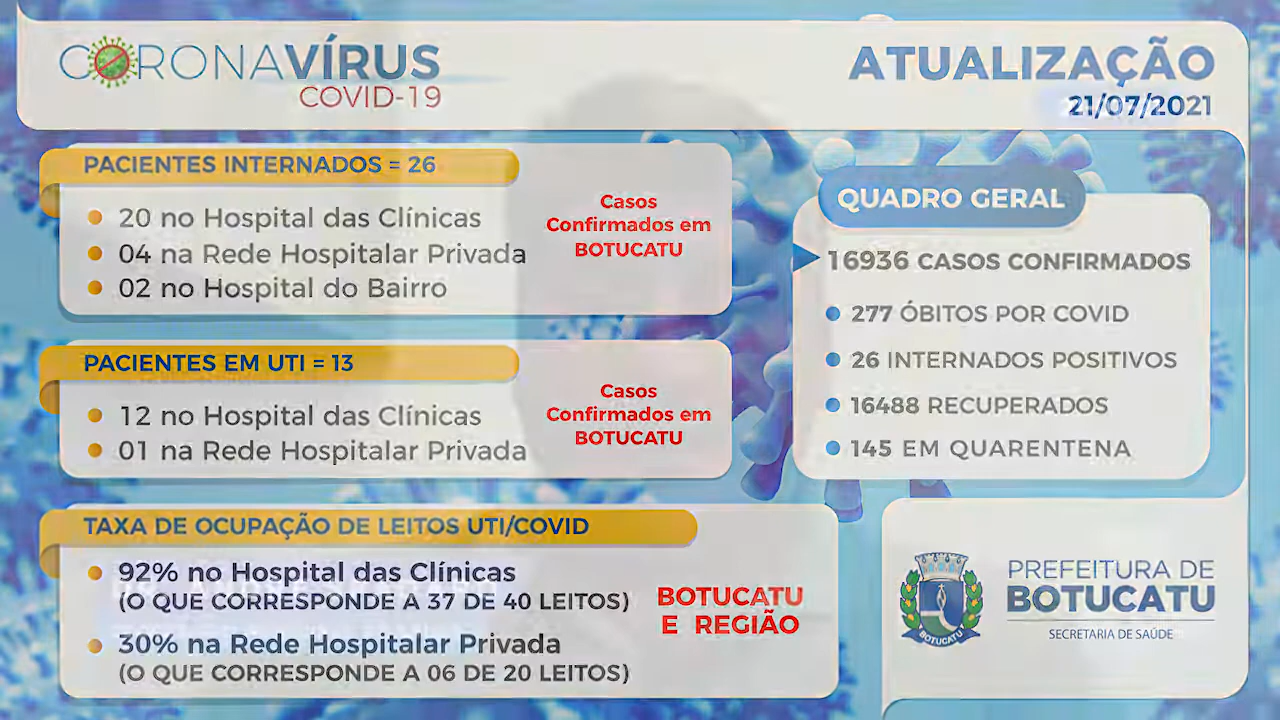 CORONAVÍRUS
COVID-19
ATUALIZAÇÃO
21/07/2021
PACIENTES INTERNADOS = 26
20 no Hospital das Clínicas
04 na Rede Hospitalar Privada
02 no Hospital do Bairro
Casos
Confirmados em
BOTUCATU
PACIENTES EM UTI = 13
12 no Hospital das Clínicas
01 na Rede Hospitalar Privada
Casos
Confirmados em
BOTUCATU
TAXA DE OCUPAÇÃO DE LEITOS UTI/COVID
92% no Hospital das Clínicas
(O QUE CORRESPONDE A 37 DE 40 LEITOS)
30% na Rede Hospitalar Privada
(O QUE CORRESPONDE A 06 DE 20 LEITOS)
BOTUCATU
E REGIÃO
QUADRO GERAL
16936 CASOS CONFIRMADOS
277 ÓBITOS POR COVID
26 INTERNADOS POSITIVOS
16488 RECUPERADOS
145 EM QUARENTENA
BOTUCATU
PREFEITURA DE
BOTUCATU
SECRETARIA DE SAÚDE